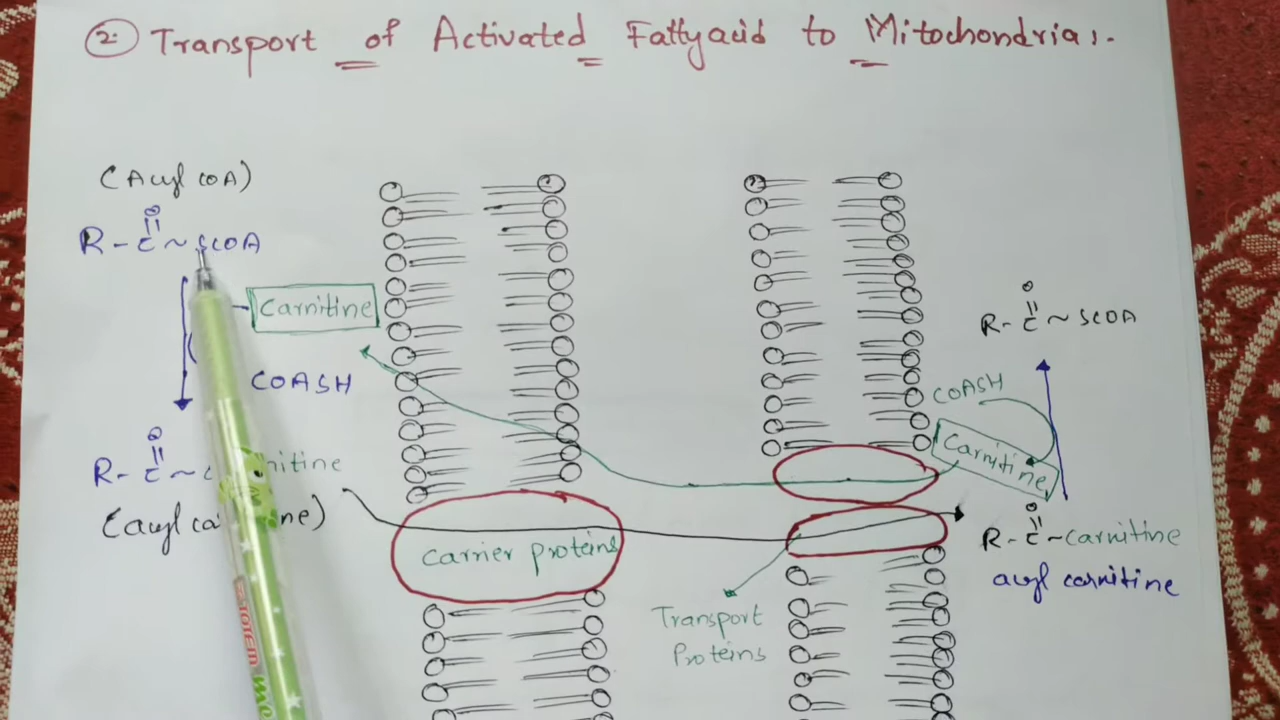 2. Transport of Activated Fattyacid to Mitochondria:-
(Acyl COA)
O
R - C ~ SCOA
Carnitine
COASH
O
R - C ~
(acyl
Carrier proteins
Transport
Proteins
O
R - C ~ SCOA
COASH
Carnitine
O
R - C ~ Carnitine
acyl carnitine